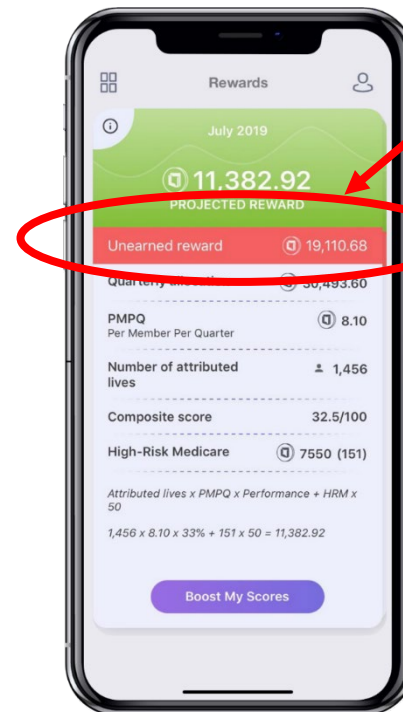 Rewards
July 2019
11,382.92
PROJECTED REWARD
Unearned reward 19,110.68
Quarterly allocation 30,493.60
PMPQ 8.10
Per Member Per Quarter
Number of attributed 1,456
lives
Composite score 32.5/100
High-Risk Medicare 7550 (151)
Attributed lives x PMPQ x Performance + HRM x
50
1,456 x 8.10 x 33% + 151 x 50 = 11,382.92
Boost My Scores